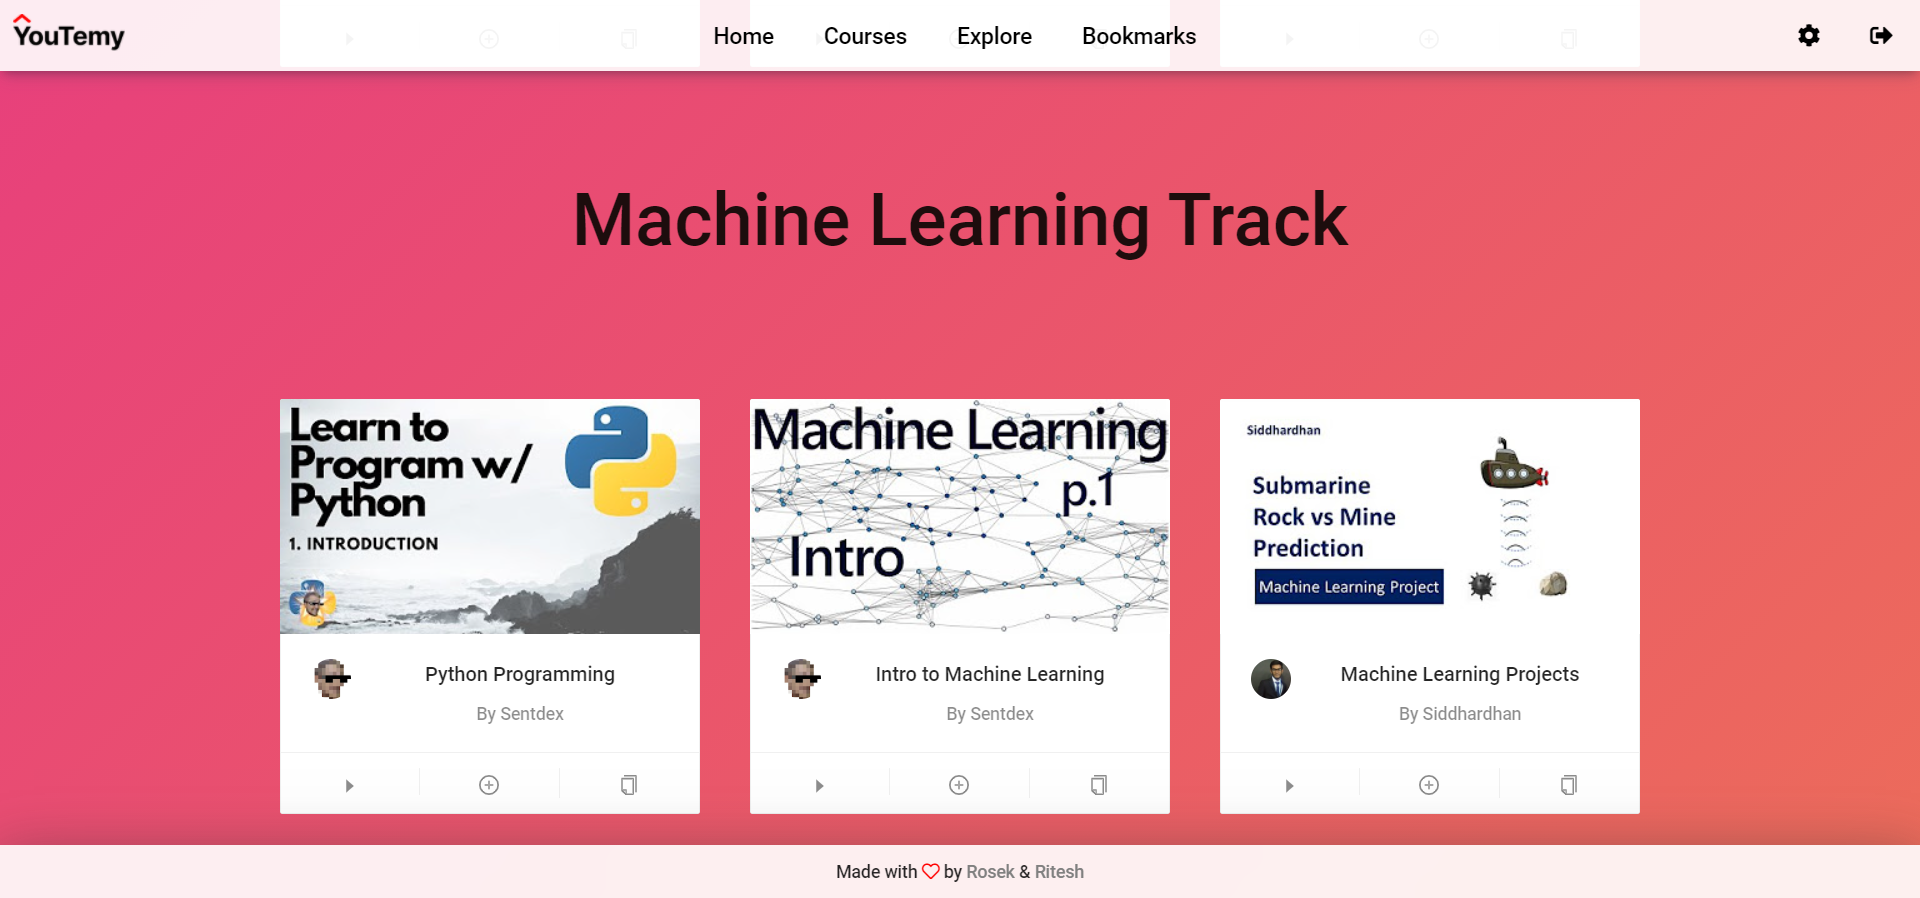 YouTemy
Home Courses Explore Bookmarks
Machine Learning Track
Learn to
Program w/
Python
1. INTRODUCTION
Python Programming
By Sentdex
Machine Learning
p.1
Intro
Intro to Machine Learning
By Sentdex
Siddhardhan
Submarine
Rock vs Mine
Prediction
Machine Learning Project
Machine Learning Projects
By Siddhardhan
Made with by Rosek & Ritesh